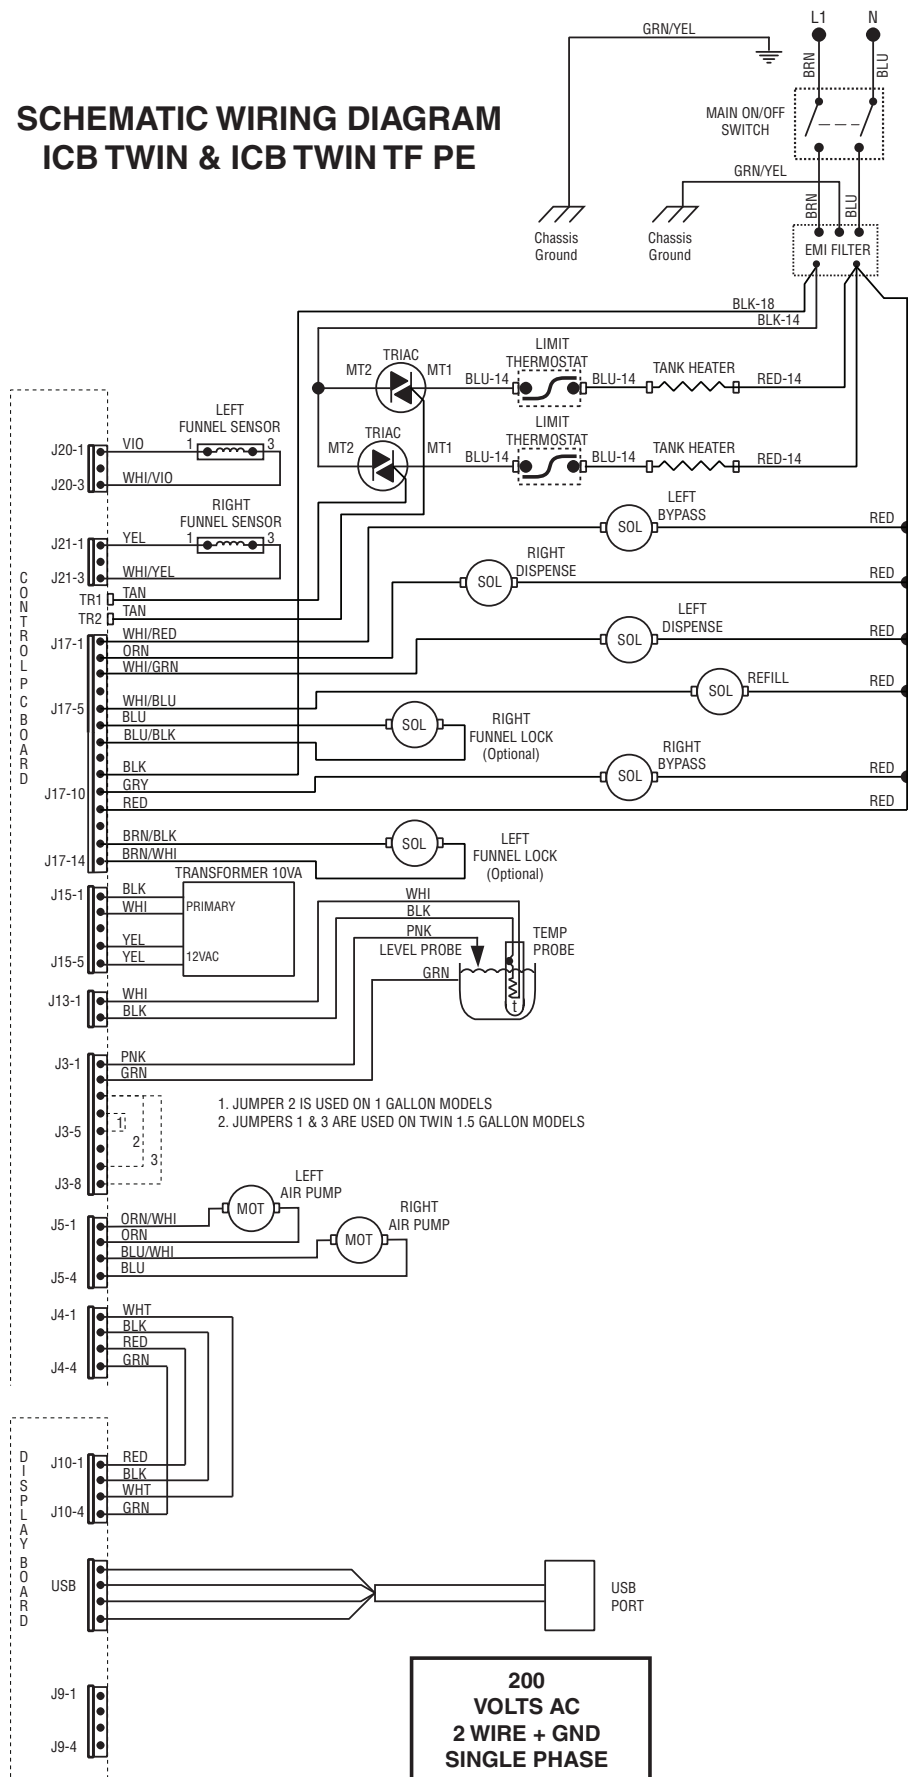 L1
N
GRN/YEL
BRN
BLU
SCHEMATIC WIRING DIAGRAM
ICB TWIN & ICB TWIN TF PE
MAIN ON/OFF
SWITCH
GRN/YEL
BRN
BLU
Chassis
Ground
Chassis
Ground
EMI FILTER
BLK-18
BLK-14
LIMIT
THERMOSTAT
TRIAC
MT2
MT1
BLU-14
BLU-14
TANK HEATER
RED-14
LIMIT
THERMOSTAT
TRIAC
MT2
MT1
BLU-14
BLU-14
TANK HEATER
RED-14
CONTROL PC BOARD
LEFT
FUNNEL SENSOR
J20-1
VIO
1
3
J20-3
WHI/VIO
RIGHT
FUNNEL SENSOR
J21-1
YEL
1
3
J21-3
WHI/YEL
TR1
TAN
TR2
TAN
SOL
LEFT
BYPASS
RED
SOL
RIGHT
DISPENSE
RED
SOL
LEFT
DISPENSE
RED
SOL
REFILL
RED
J17-1
WHI/RED
ORN
WHI/GRN
J17-5
WHI/BLU
BLU
BLU/BLK
SOL
RIGHT
FUNNEL LOCK
(Optional)
BLK
J17-10
GRY
RED
SOL
RIGHT
BYPASS
RED
RED
BRN/BLK
J17-14
BRN/WHI
SOL
LEFT
FUNNEL LOCK
(Optional)
TRANSFORMER 10VA
J15-1
BLK
WHI
PRIMARY
YEL
J15-5
YEL
12VAC
WHI
BLK
PNK
LEVEL PROBE
TEMP
PROBE
GRN
t
J13-1
WHI
BLK
J3-1
PNK
GRN
J3-5
1
2
3
J3-8
1. JUMPER 2 IS USED ON 1 GALLON MODELS
2. JUMPERS 1 & 3 ARE USED ON TWIN 1.5 GALLON MODELS
LEFT
AIR PUMP
MOT
RIGHT
AIR PUMP
MOT
J5-1
ORN/WHI
ORN
BLU/WHI
J5-4
BLU
J4-1
WHT
BLK
RED
J4-4
GRN
DISPLAY BOARD
J10-1
RED
BLK
WHT
J10-4
GRN
USB
USB
PORT
J9-1
J9-4
200
VOLTS AC
2 WIRE + GND
SINGLE PHASE